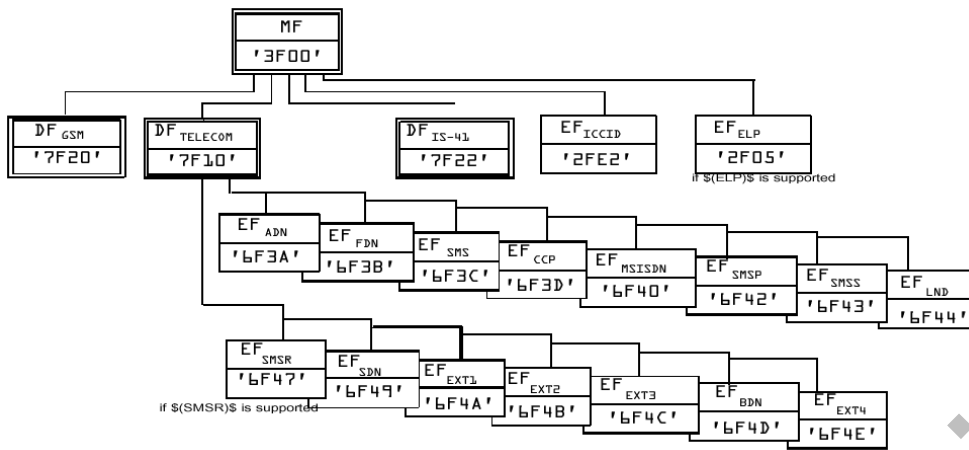 MF
'3F00'
DF GSM
'7F20'
DF TELECOM
'7F10'
DF IS-41
'7F22'
EF ICCID
'2FE2'
EF ELP
'2F05'
if $(ELP)$ is supported
EF ADN
'6F3A'
EF FDN
'6F3B'
EF SMS
'6F3C'
EF CCP
'6F3D'
EF MSISDN
'6F40'
EF SMSP
'6F42'
EF SMSS
'6F43'
EF LND
'6F44'
EF SMSR
'6F47'
if $(SMSR)$ is supported
EF SDN
'6F49'
EF EXT1
'6F4A'
EF EXT2
'6F4B'
EF EXT3
'6F4C'
EF BDN
'6F4D'
EF EXT4
'6F4E'